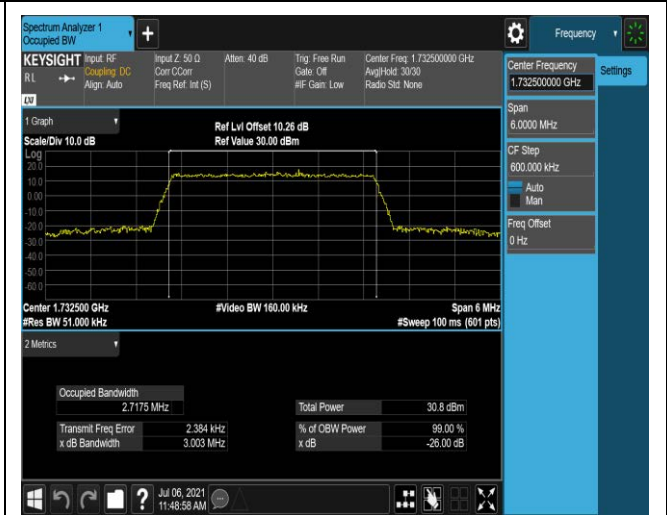 Spectrum Analyzer 1
Occupied BW
+
Frequency
KEYSIGHT Input: RF Input Z: 50 Ω Atten: 40 dB Trig: Free Run Center Freq: 1.732500000 GHz
RL Coupling: DC Corr CCorr Gate: Off Avg|Hold: 30/30
Align: Auto Freq Ref: Int (S) #IF Gain: Low Radio Std: None
LXI
Center Frequency
1.732500000 GHz
Settings
Span
6.0000 MHz
CF Step
600.000 kHz
Auto
Man
Freq Offset
0 Hz
1 Graph
Ref Lvl Offset 10.26 dB
Scale/Div 10.0 dB Ref Value 30.00 dBm
Log
20.0
10.0
0.00
-10.0
-20.0
-30.0
-40.0
-50.0
-60.0
Center 1.732500 GHz #Video BW 160.00 kHz Span 6 MHz
#Res BW 51.000 kHz #Sweep 100 ms (601 pts)
2 Metrics
Occupied Bandwidth
2.7175 MHz Total Power 30.8 dBm
Transmit Freq Error 2.384 kHz % of OBW Power 99.00 %
x dB Bandwidth 3.003 MHz x dB -26.00 dB
? Jul 06, 2021
11:48:58 AM